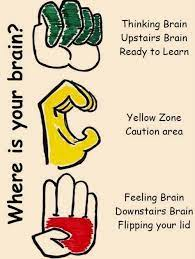 Where is your brain?
Thinking Brain
Upstairs Brain
Ready to Learn
Yellow Zone
Caution area
Feeling Brain
Downstairs Brain
Flipping your lid